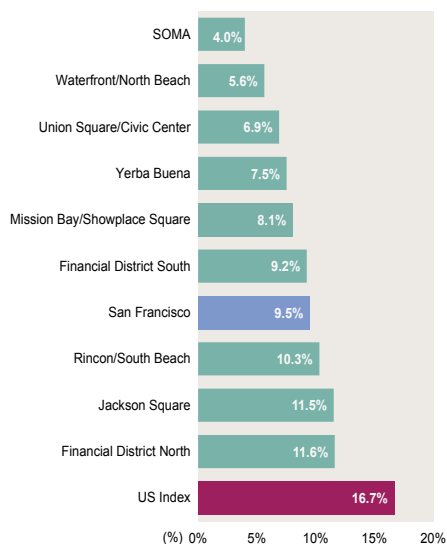 SOMA 4.0%
Waterfront/North Beach 5.6%
Union Square/Civic Center 6.9%
Yerba Buena 7.5%
Mission Bay/Showplace Square 8.1%
Financial District South 9.2%
San Francisco 9.5%
Rincon/South Beach 10.3%
Jackson Square 11.5%
Financial District North 11.6%
US Index 16.7%
(%) 0% 5% 10% 15% 20%